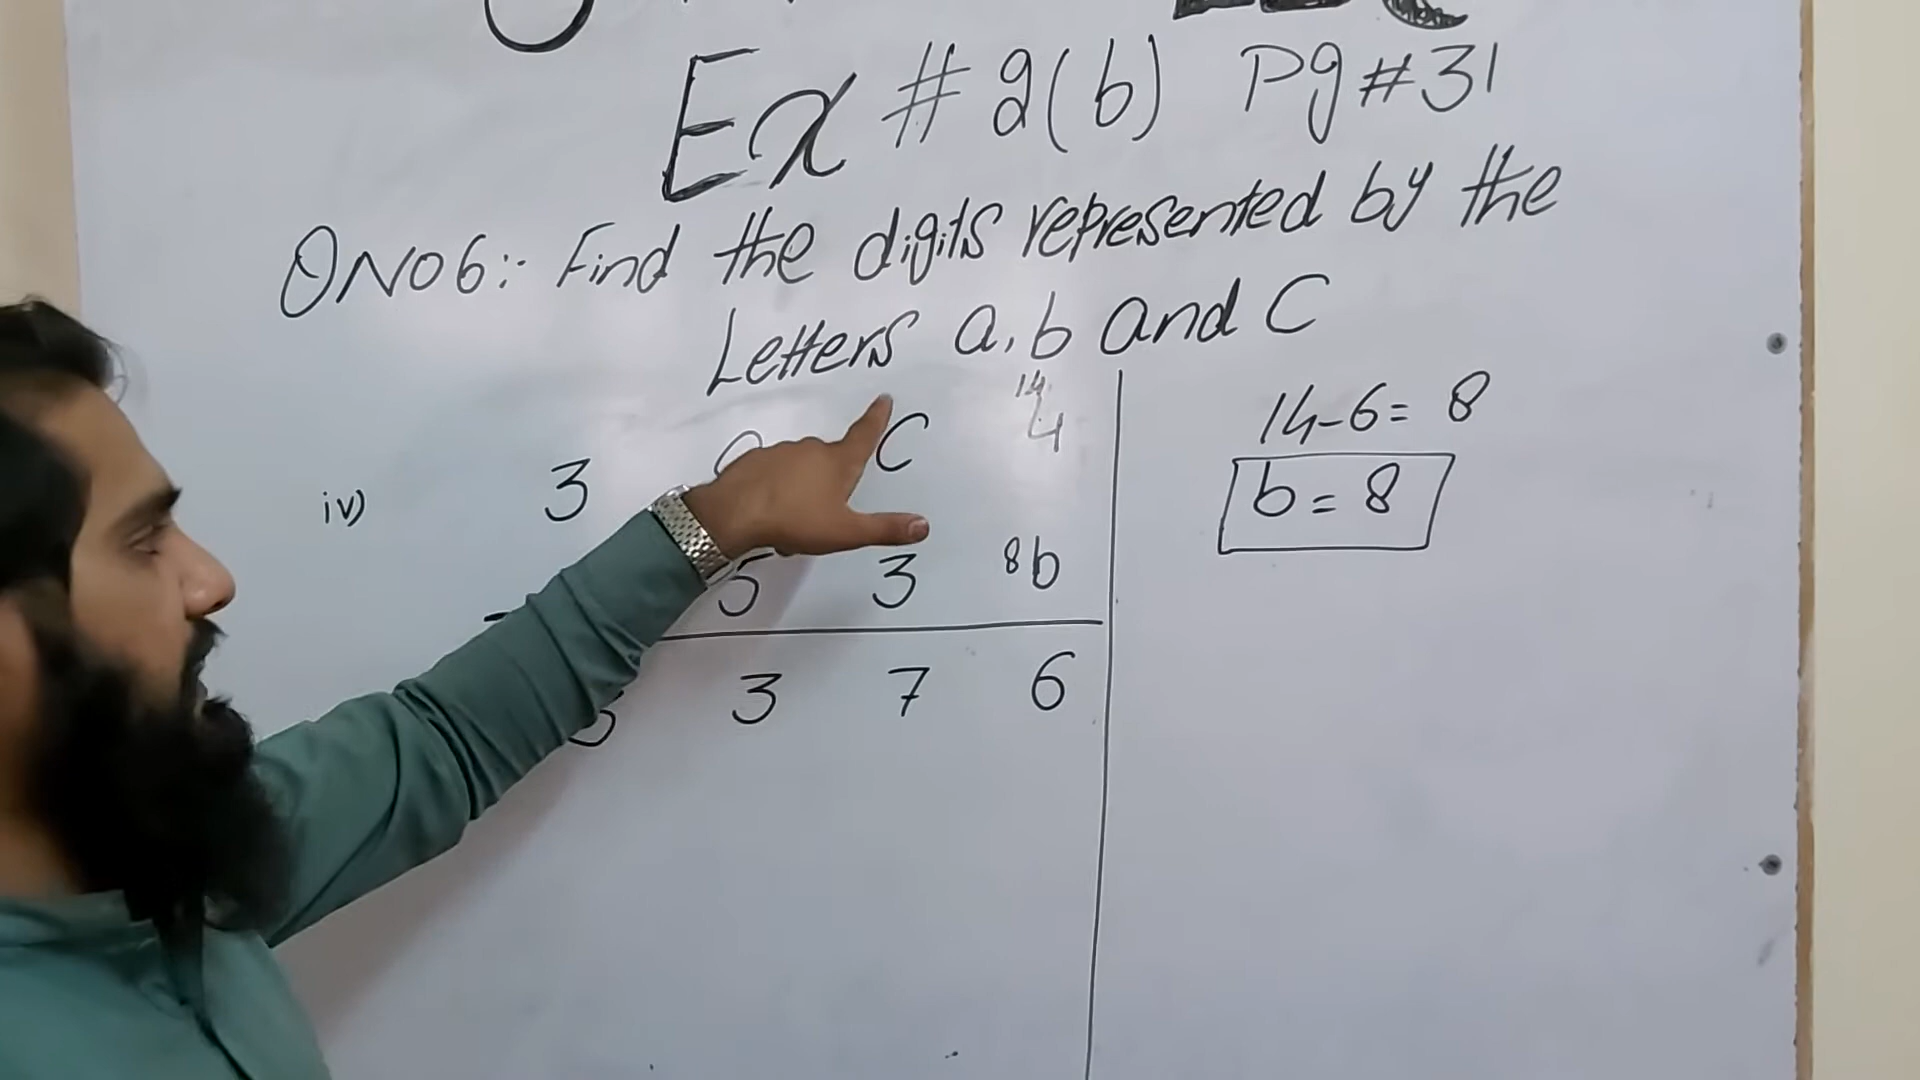 Ex # 2(b) Pg # 31
QNO6:- Find the digits represented by the
Letters a, b and C
14
3 C 4
iv)
5 3 8b
3 7 6
14-6= 8
b = 8